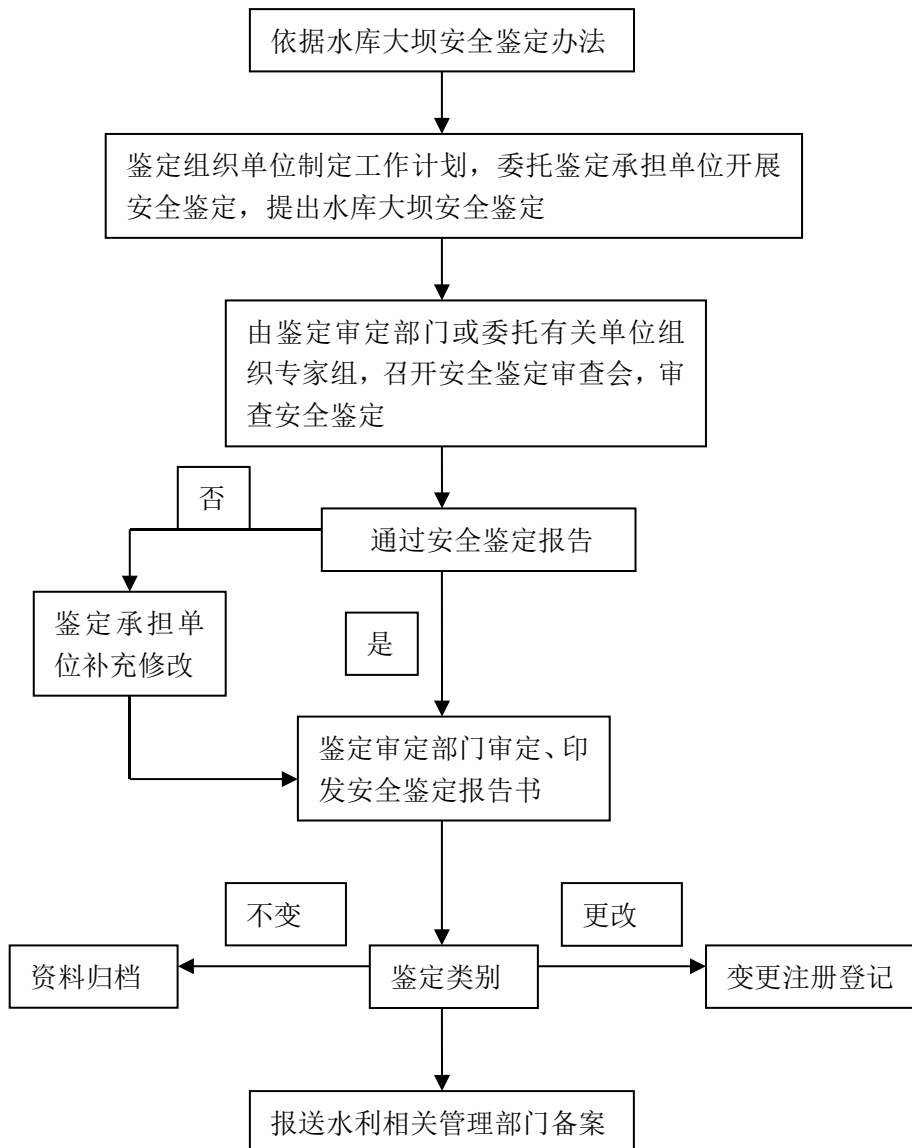 依据水库大坝安全鉴定办法
鉴定组织单位制定工作计划，委托鉴定承担单位开展
安全鉴定，提出水库大坝安全鉴定
由鉴定审定部门或委托有关单位组
织专家组，召开安全鉴定审查会，审
查安全鉴定
否
通过安全鉴定报告
鉴定承担单
位补充修改
是
鉴定审定部门审定、印
发安全鉴定报告书
不变
更改
资料归档
鉴定类别
变更注册登记
报送水利相关管理部门备案